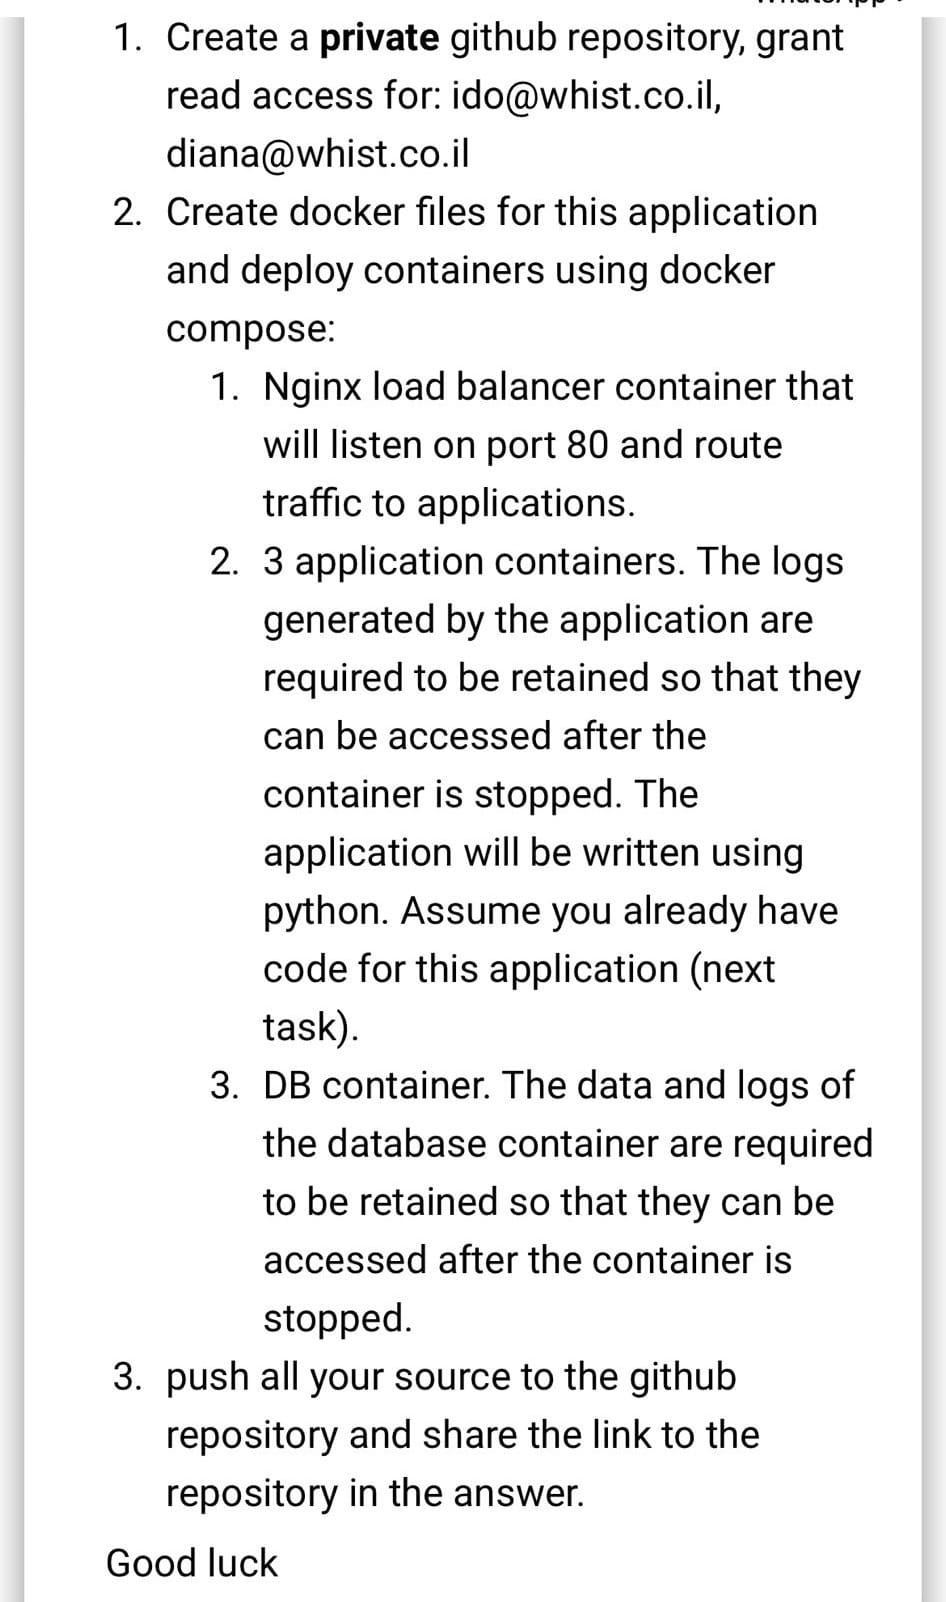 1. Create a private github repository, grant
read access for: ido@whist.co.il,
diana@whist.co.il
2. Create docker files for this application
and deploy containers using docker
compose:
1. Nginx load balancer container that
will listen on port 80 and route
traffic to applications.
2. 3 application containers. The logs
generated by the application are
required to be retained so that they
can be accessed after the
container is stopped. The
application will be written using
python. Assume you already have
code for this application (next
task).
3. DB container. The data and logs of
the database container are required
to be retained so that they can be
accessed after the container is
stopped.
3. push all your source to the github
repository and share the link to the
repository in the answer.
Good luck